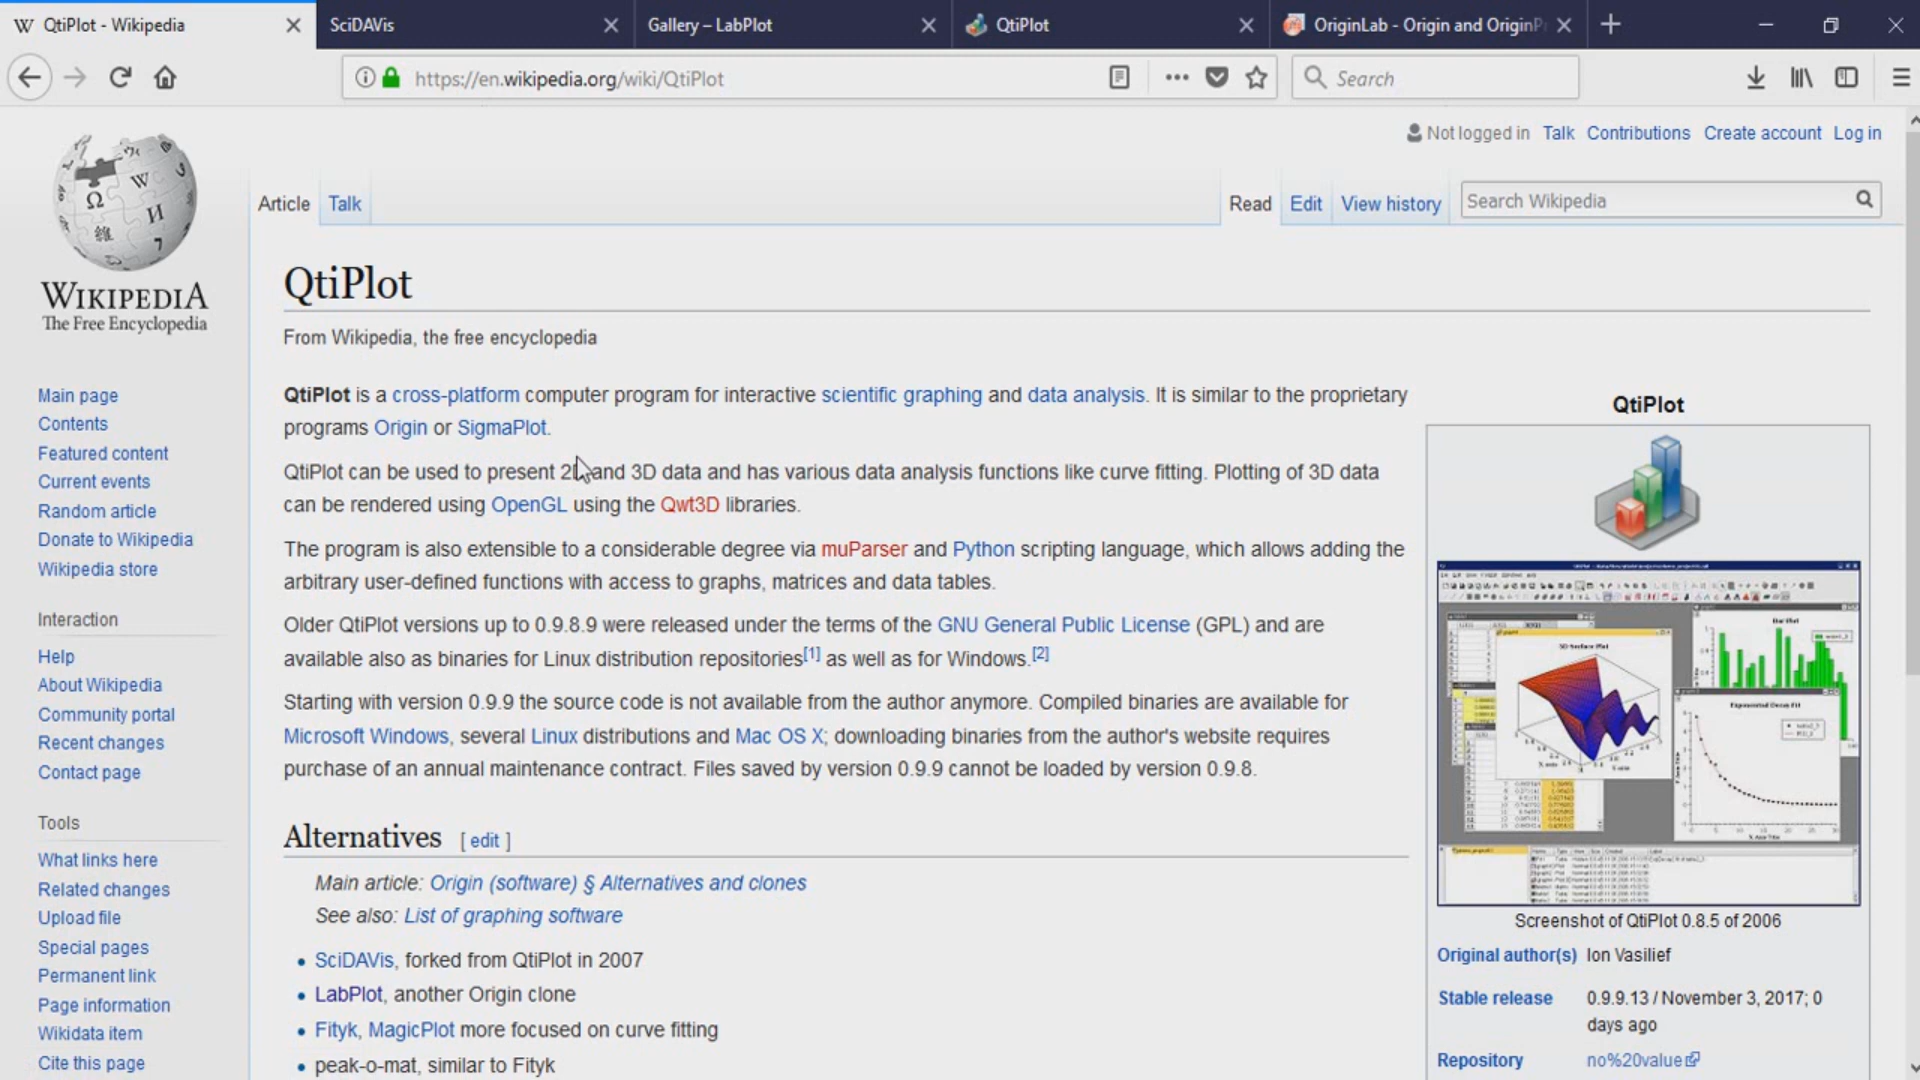 QtiPlot - Wikipedia
SciDAVis
Gallery – LabPlot
QtiPlot
OriginLab - Origin and OriginPr
https://en.wikipedia.org/wiki/QtiPlot
Search
Not logged in Talk Contributions Create account Log in
Article Talk
Read Edit View history
Search Wikipedia
WIKIPEDIA
The Free Encyclopedia
Main page
Contents
Featured content
Current events
Random article
Donate to Wikipedia
Wikipedia store
Interaction
Help
About Wikipedia
Community portal
Recent changes
Contact page
Tools
What links here
Related changes
Upload file
Special pages
Permanent link
Page information
Wikidata item
Cite this page
QtiPlot
From Wikipedia, the free encyclopedia
QtiPlot is a cross-platform computer program for interactive scientific graphing and data analysis. It is similar to the proprietary
programs Origin or SigmaPlot.
QtiPlot can be used to present 2D and 3D data and has various data analysis functions like curve fitting. Plotting of 3D data
can be rendered using OpenGL using the Qwt3D libraries.
The program is also extensible to a considerable degree via muParser and Python scripting language, which allows adding the
arbitrary user-defined functions with access to graphs, matrices and data tables.
Older QtiPlot versions up to 0.9.8.9 were released under the terms of the GNU General Public License (GPL) and are
available also as binaries for Linux distribution repositories[1] as well as for Windows.[2]
Starting with version 0.9.9 the source code is not available from the author anymore. Compiled binaries are available for
Microsoft Windows, several Linux distributions and Mac OS X; downloading binaries from the author's website requires
purchase of an annual maintenance contract. Files saved by version 0.9.9 cannot be loaded by version 0.9.8.
Alternatives [ edit ]
Main article: Origin (software) § Alternatives and clones
See also: List of graphing software
• SciDAVis, forked from QtiPlot in 2007
• LabPlot, another Origin clone
• Fityk, MagicPlot more focused on curve fitting
• peak-o-mat, similar to Fityk
QtiPlot
3D Surface Plot
Bar Plot
Exponential Decay Fit
X Axis Title
Screenshot of QtiPlot 0.8.5 of 2006
Original author(s) Ion Vasilief
Stable release 0.9.9.13 / November 3, 2017; 0
days ago
Repository no%20value